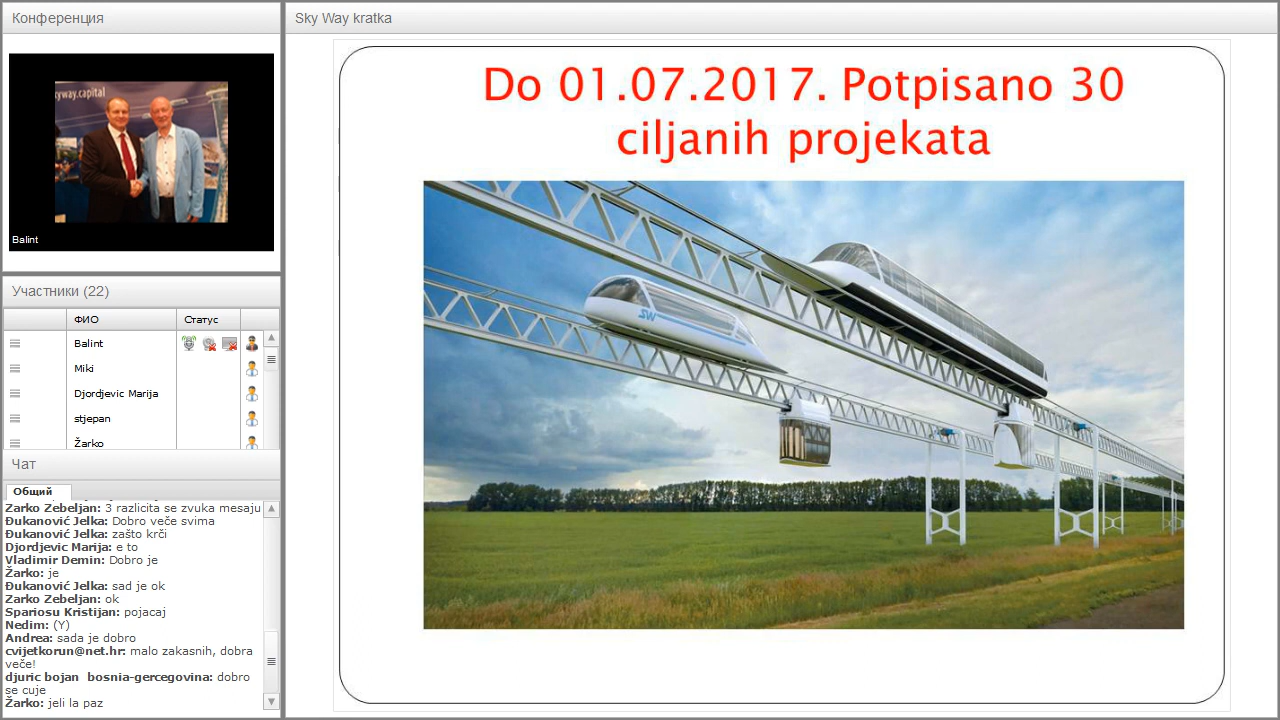 Конференция
kyway.capital
Balint
Участники (22)
ФИО
Статус
Balint
Miki
Djordjevic Marija
stjepan
Žarko
Чат
Общий
Zarko Zebeljan: 3 razlicita se zvuka mesaju
Đukanović Jelka: Dobro veče svima
Đukanović Jelka: zašto krči
Djordjevic Marija: e to
Vladimir Demin: Dobro je
Žarko: je
Đukanović Jelka: sad je ok
Zarko Zebeljan: ok
Spariosu Kristijan: pojacaj
Nedim: (Y)
Andrea: sada je dobro
cvijetkorun@net.hr: malo zakasnih, dobra
veče!
djuric bojan bosnia-gercegovina: dobro
se cuje
Žarko: jeli la paz
Sky Way kratka
Do 01.07.2017. Potpisano 30
ciljanih projekata
SW